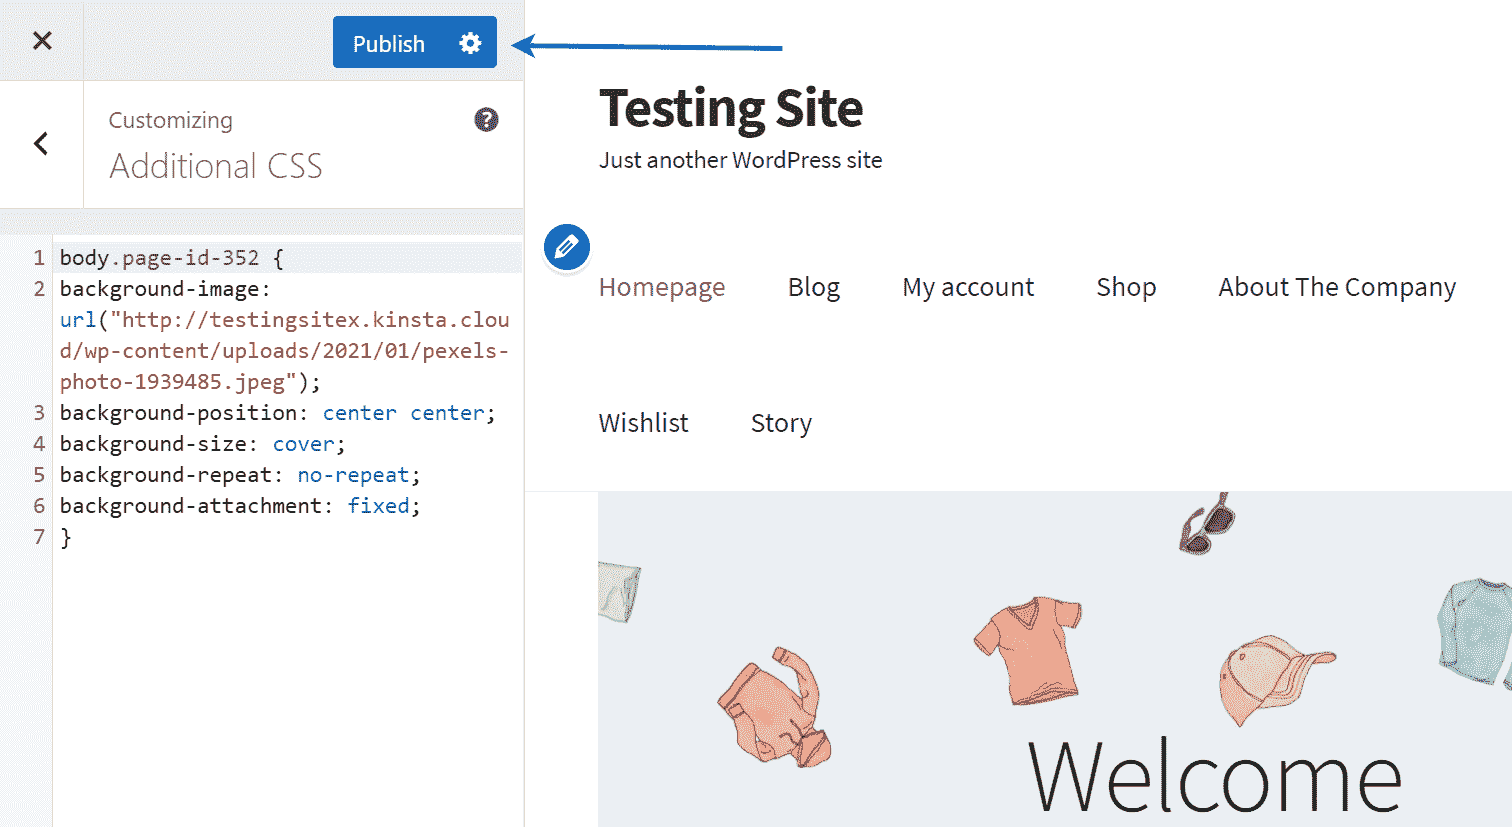 Publish
Customizing
Additional CSS
1 body.page-id-352 {
2 background-image:
url("http://testingsitex.kinsta.clou
d/wp-content/uploads/2021/01/pexels-
photo-1939485.jpeg");
3 background-position: center center;
4 background-size: cover;
5 background-repeat: no-repeat;
6 background-attachment: fixed;
7 }
Testing Site
Just another WordPress site
Homepage Blog My account Shop About The Company
Wishlist Story
Welcome